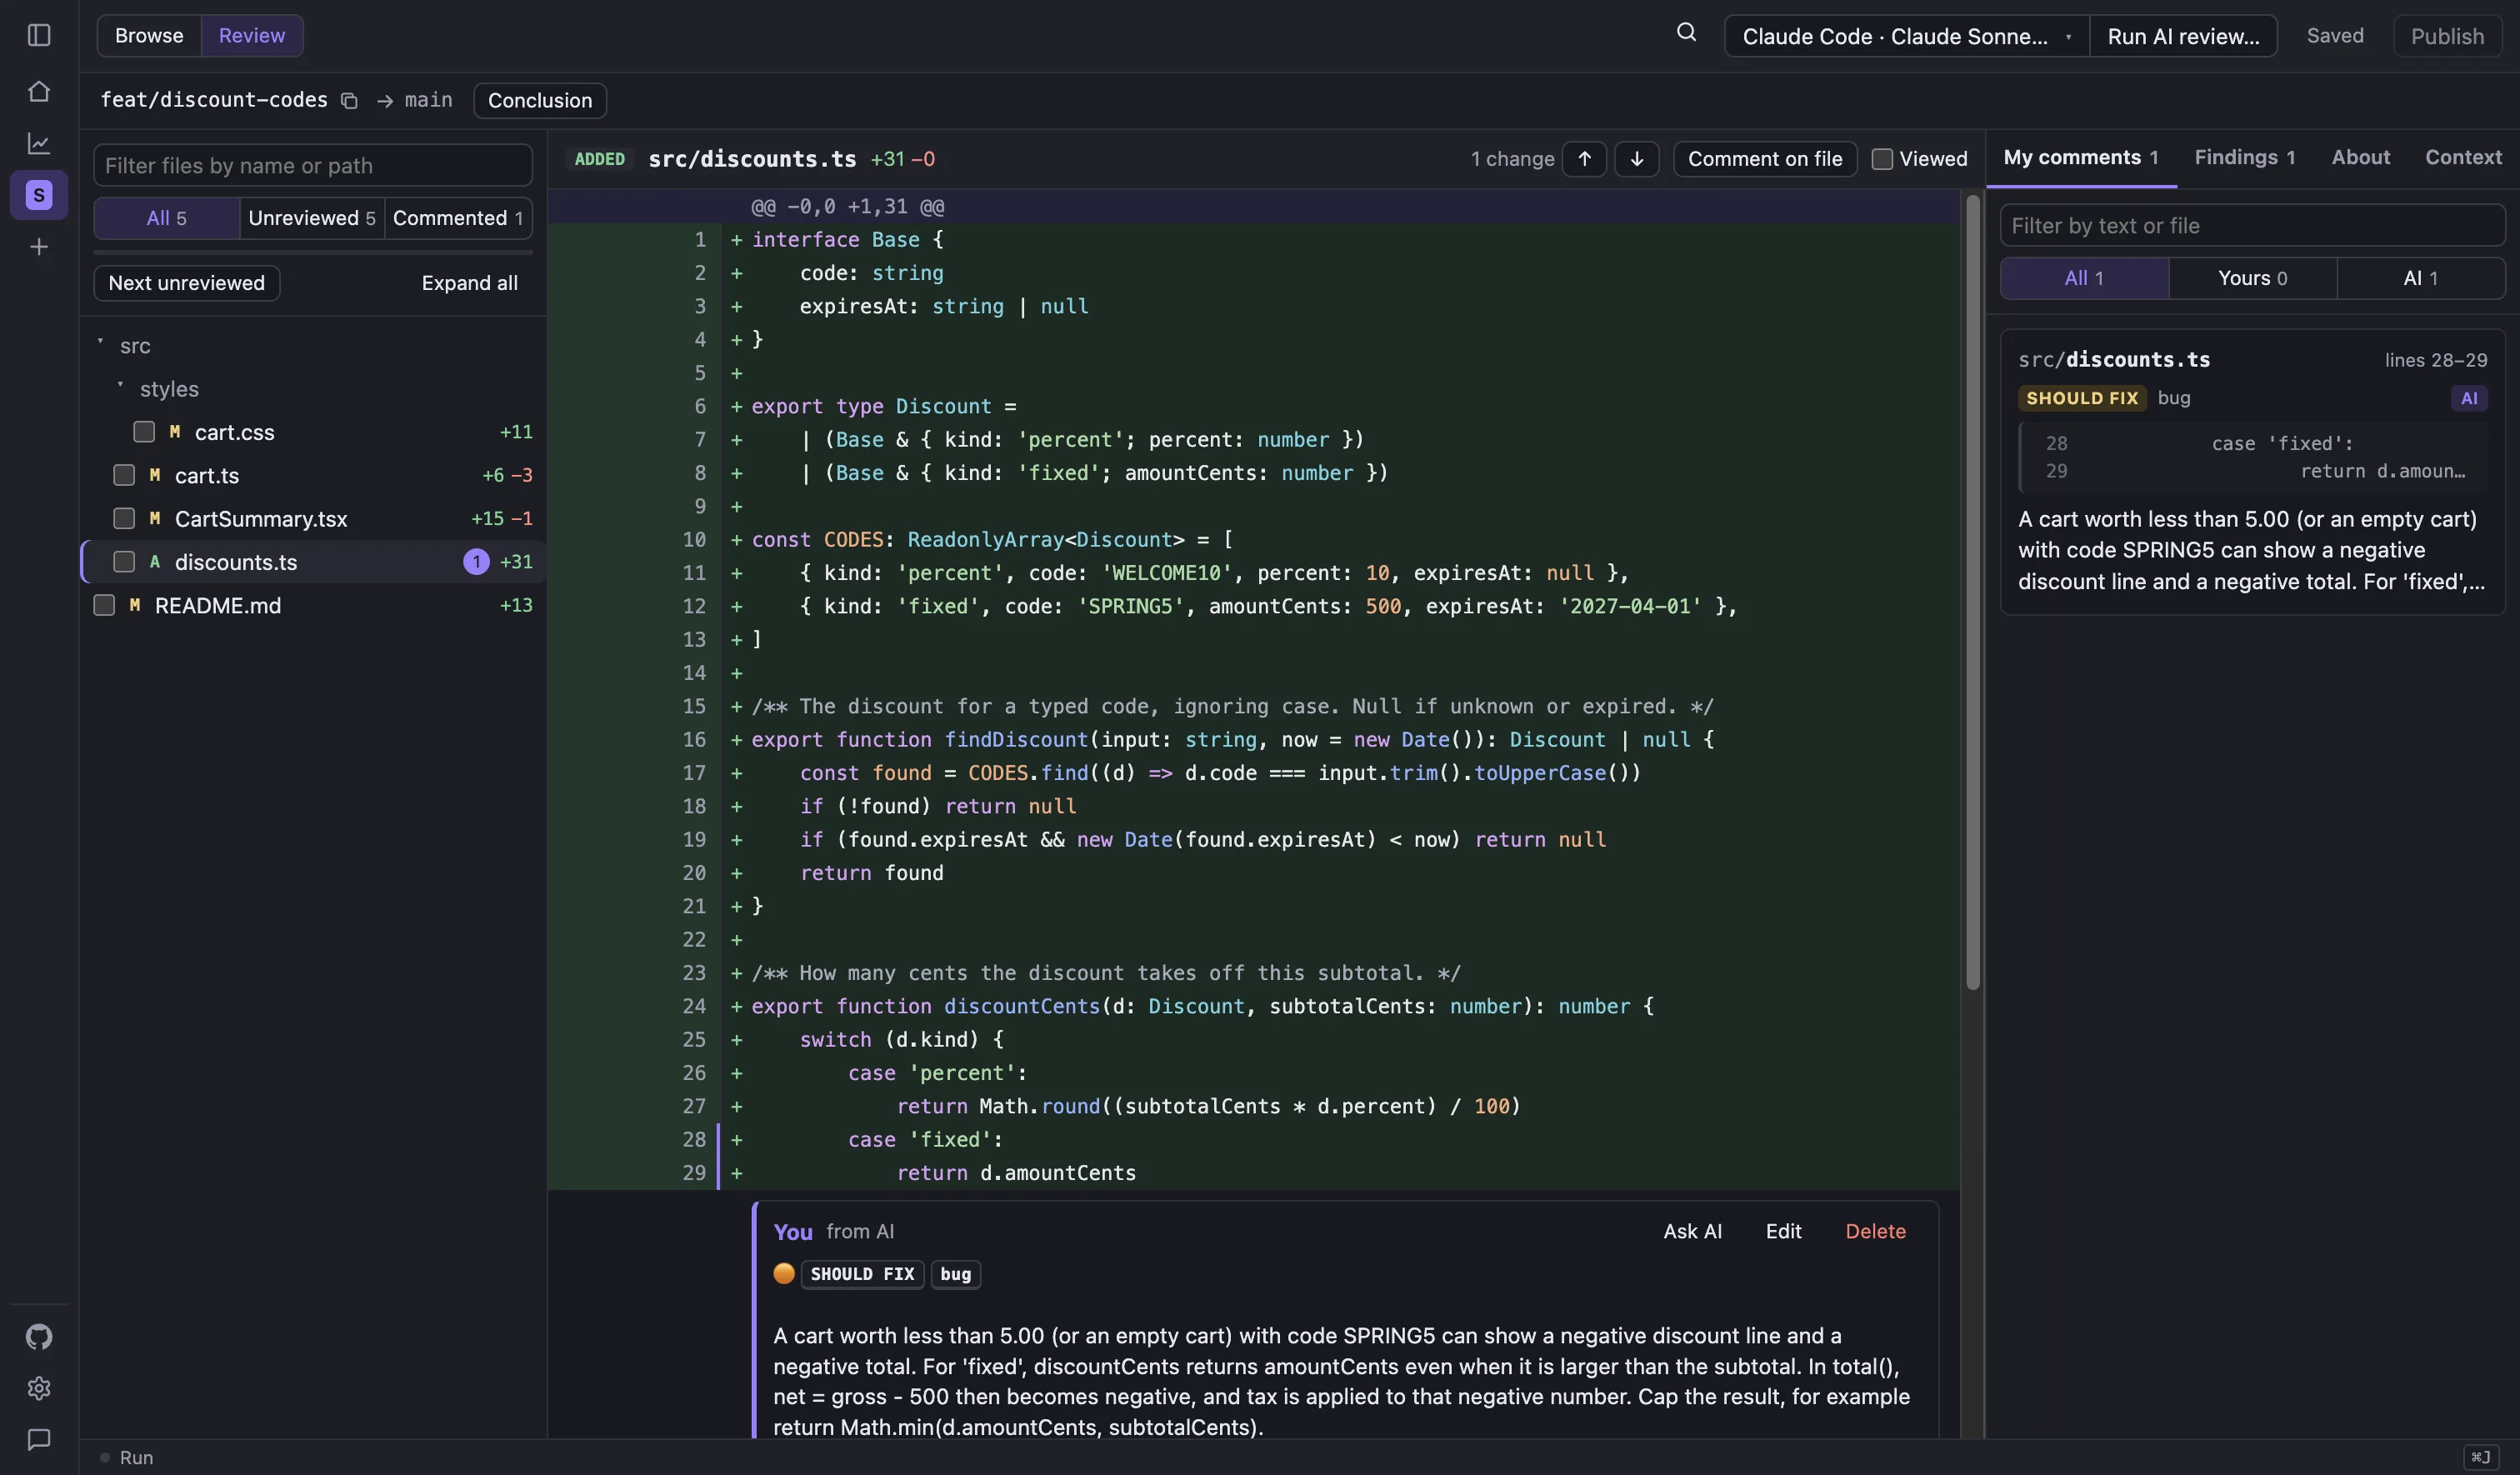 Browse Review Claude Code · Claude Sonne... Run AI review... Saved Publish
feat/discount-codes → main Conclusion
S
Filter files by name or path
All 5 Unreviewed 5 Commented 1
Next unreviewed Expand all
src
styles
M cart.css +11
M cart.ts +6 −3
M CartSummary.tsx +15 −1
A discounts.ts 1 +31
M README.md +13
ADDED src/discounts.ts +31 −0 1 change ↑ ↓ Comment on file Viewed
@@ −0,0 +1,31 @@
1 + interface Base {
2 +     code: string
3 +     expiresAt: string | null
4 + }
5 +
6 + export type Discount =
7 +     | (Base & { kind: 'percent'; percent: number })
8 +     | (Base & { kind: 'fixed'; amountCents: number })
9 +
10 + const CODES: ReadonlyArray<Discount> = [
11 +     { kind: 'percent', code: 'WELCOME10', percent: 10, expiresAt: null },
12 +     { kind: 'fixed', code: 'SPRING5', amountCents: 500, expiresAt: '2027-04-01' },
13 + ]
14 +
15 + /** The discount for a typed code, ignoring case. Null if unknown or expired. */
16 + export function findDiscount(input: string, now = new Date()): Discount | null {
17 +     const found = CODES.find((d) => d.code === input.trim().toUpperCase())
18 +     if (!found) return null
19 +     if (found.expiresAt && new Date(found.expiresAt) < now) return null
20 +     return found
21 + }
22 +
23 + /** How many cents the discount takes off this subtotal. */
24 + export function discountCents(d: Discount, subtotalCents: number): number {
25 +     switch (d.kind) {
26 +         case 'percent':
27 +             return Math.round((subtotalCents * d.percent) / 100)
28 +         case 'fixed':
29 +             return d.amountCents
You from AI Ask AI Edit Delete
SHOULD FIX bug
A cart worth less than 5.00 (or an empty cart) with code SPRING5 can show a negative discount line and a
negative total. For 'fixed', discountCents returns amountCents even when it is larger than the subtotal. In total(),
net = gross - 500 then becomes negative, and tax is applied to that negative number. Cap the result, for example
return Math.min(d.amountCents, subtotalCents).
My comments 1 Findings 1 About Context
Filter by text or file
All 1 Yours 0 AI 1
src/discounts.ts lines 28–29
SHOULD FIX bug AI
28 case 'fixed':
29 return d.amoun…
A cart worth less than 5.00 (or an empty cart)
with code SPRING5 can show a negative
discount line and a negative total. For 'fixed',...
Run ⌘J